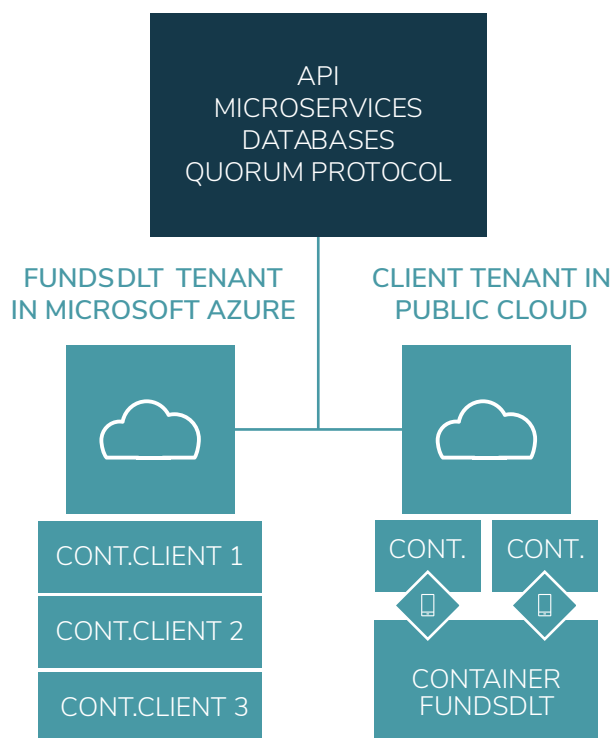 API
MICROSERVICES
DATABASES
QUORUM PROTOCOL
FUNDSDLT TENANT
IN MICROSOFT AZURE
CLIENT TENANT IN
PUBLIC CLOUD
CONT.CLIENT 1
CONT.CLIENT 2
CONT.CLIENT 3
CONT.
CONT.
CONTAINER
FUNDSDLT